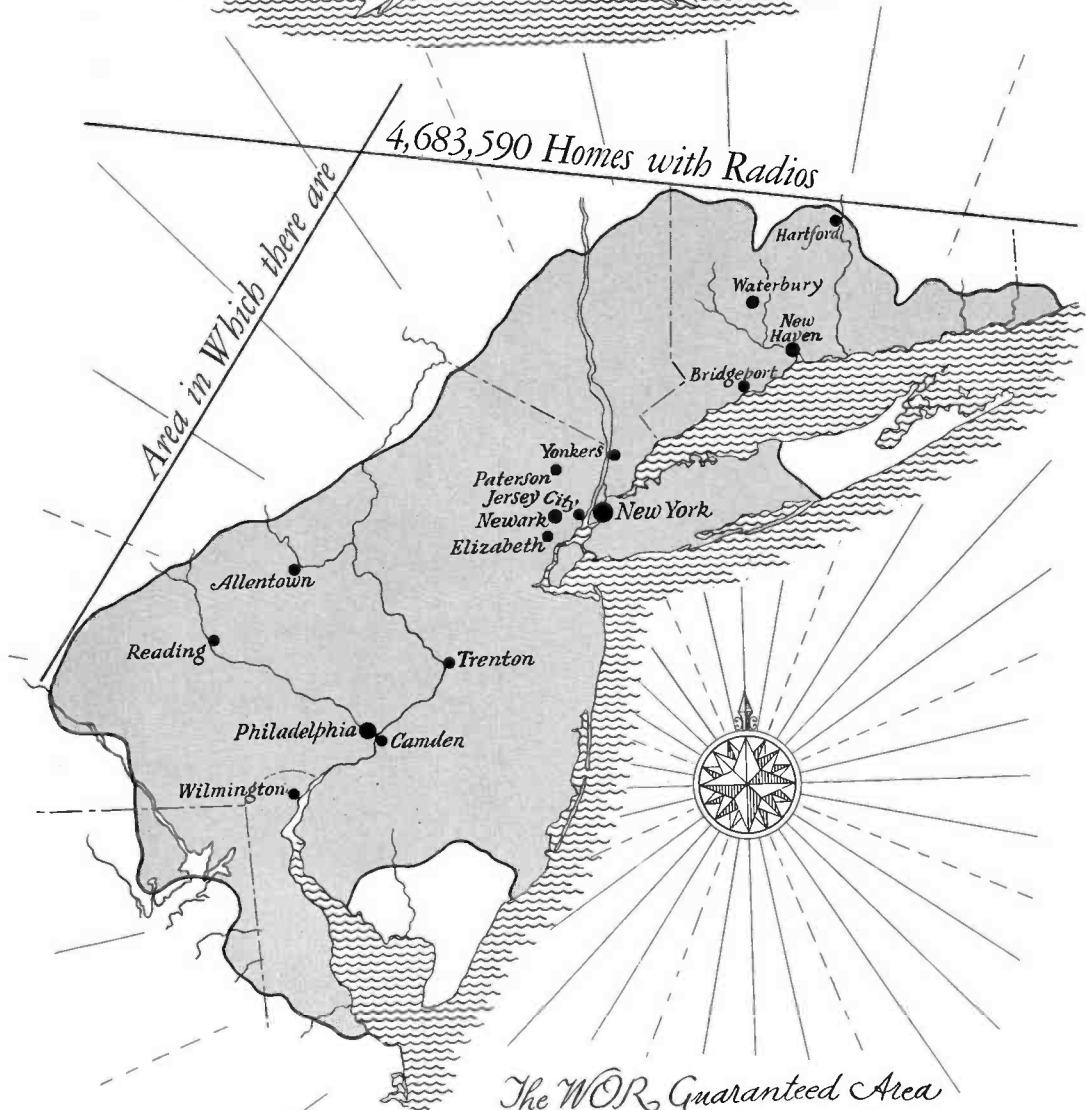 Area in Which there are
4,683,590 Homes with Radios
Hartford
Waterbury
New
Haven
Bridgeport
Yonkers
Paterson
Jersey City
Newark
New York
Elizabeth
Allentown
Reading
Trenton
Philadelphia
Camden
Wilmington
The WOR Guaranteed Area